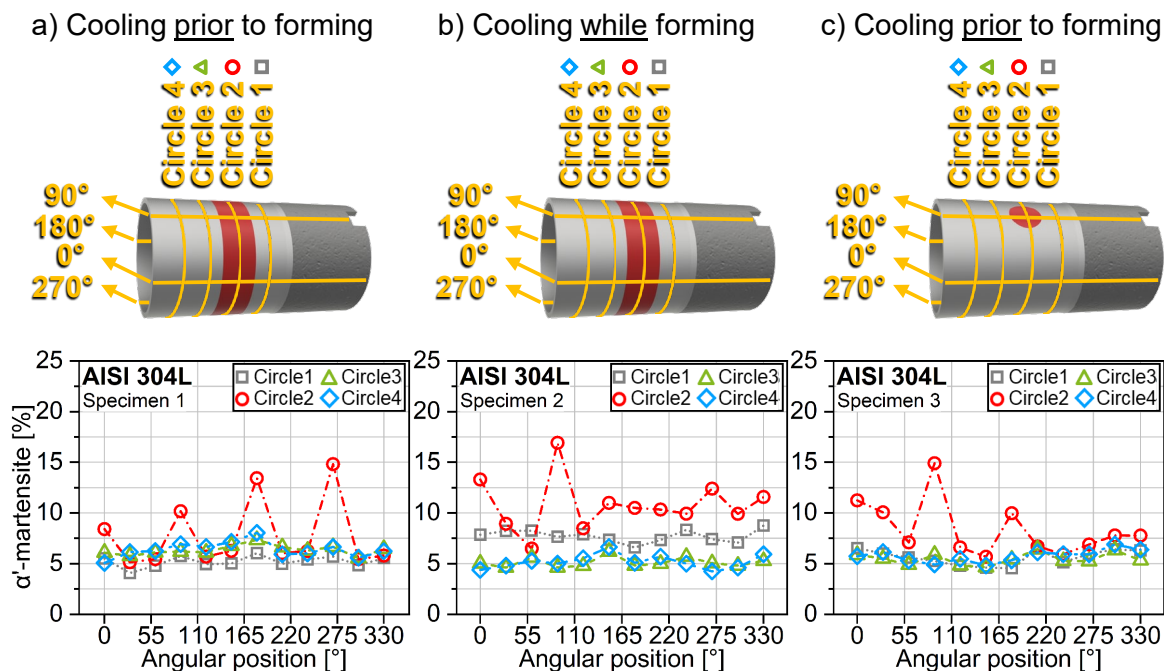 a) Cooling prior to forming
Circle 4
Circle 3
Circle 2
Circle 1
90°
180°
0°
270°
b) Cooling while forming
Circle 4
Circle 3
Circle 2
Circle 1
90°
180°
0°
270°
c) Cooling prior to forming
Circle 4
Circle 3
Circle 2
Circle 1
90°
180°
0°
270°
α'-martensite [%]
25
20
15
10
5
0
AISI 304L
Specimen 1
Circle1
Circle3
Circle2
Circle4
0 55 110 165 220 275 330
Angular position [°]
25
20
15
10
5
0
AISI 304L
Specimen 2
Circle1
Circle3
Circle2
Circle4
0 55 110 165 220 275 330
Angular position [°]
25
20
15
10
5
0
AISI 304L
Specimen 3
Circle1
Circle3
Circle2
Circle4
0 55 110 165 220 275 330
Angular position [°]